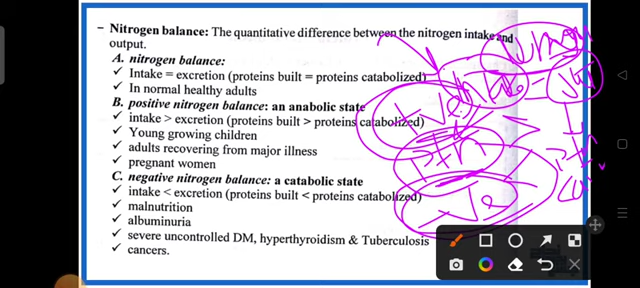 – Nitrogen balance: The quantitative difference between the nitrogen intake and
output.
A. nitrogen balance:
✓ Intake = excretion (proteins built = proteins catabolized)
✓ In normal healthy adults
B. positive nitrogen balance: an anabolic state
✓ intake > excretion (proteins built > proteins catabolized)
✓ Young growing children
✓ adults recovering from major illness
✓ pregnant women
C. negative nitrogen balance: a catabolic state
✓ intake < excretion (proteins built < proteins catabolized)
✓ malnutrition
✓ albuminuria
✓ severe uncontrolled DM, hyperthyroidism & Tuberculosis
✓ cancers.